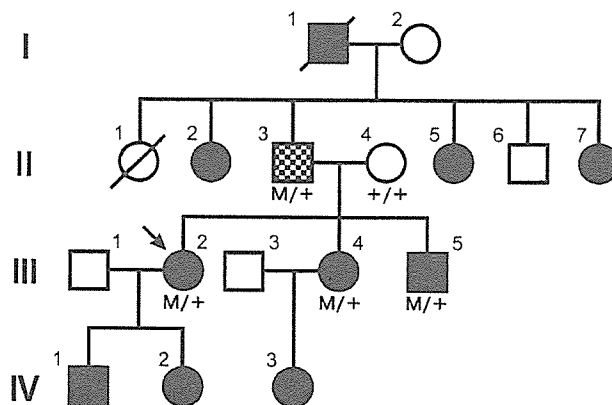 I 1 2
II 1 2 3 4 5 6 7
M/+ +/+
III 1 2 3 4 5
M/+ M/+ M/+
IV 1 2 3